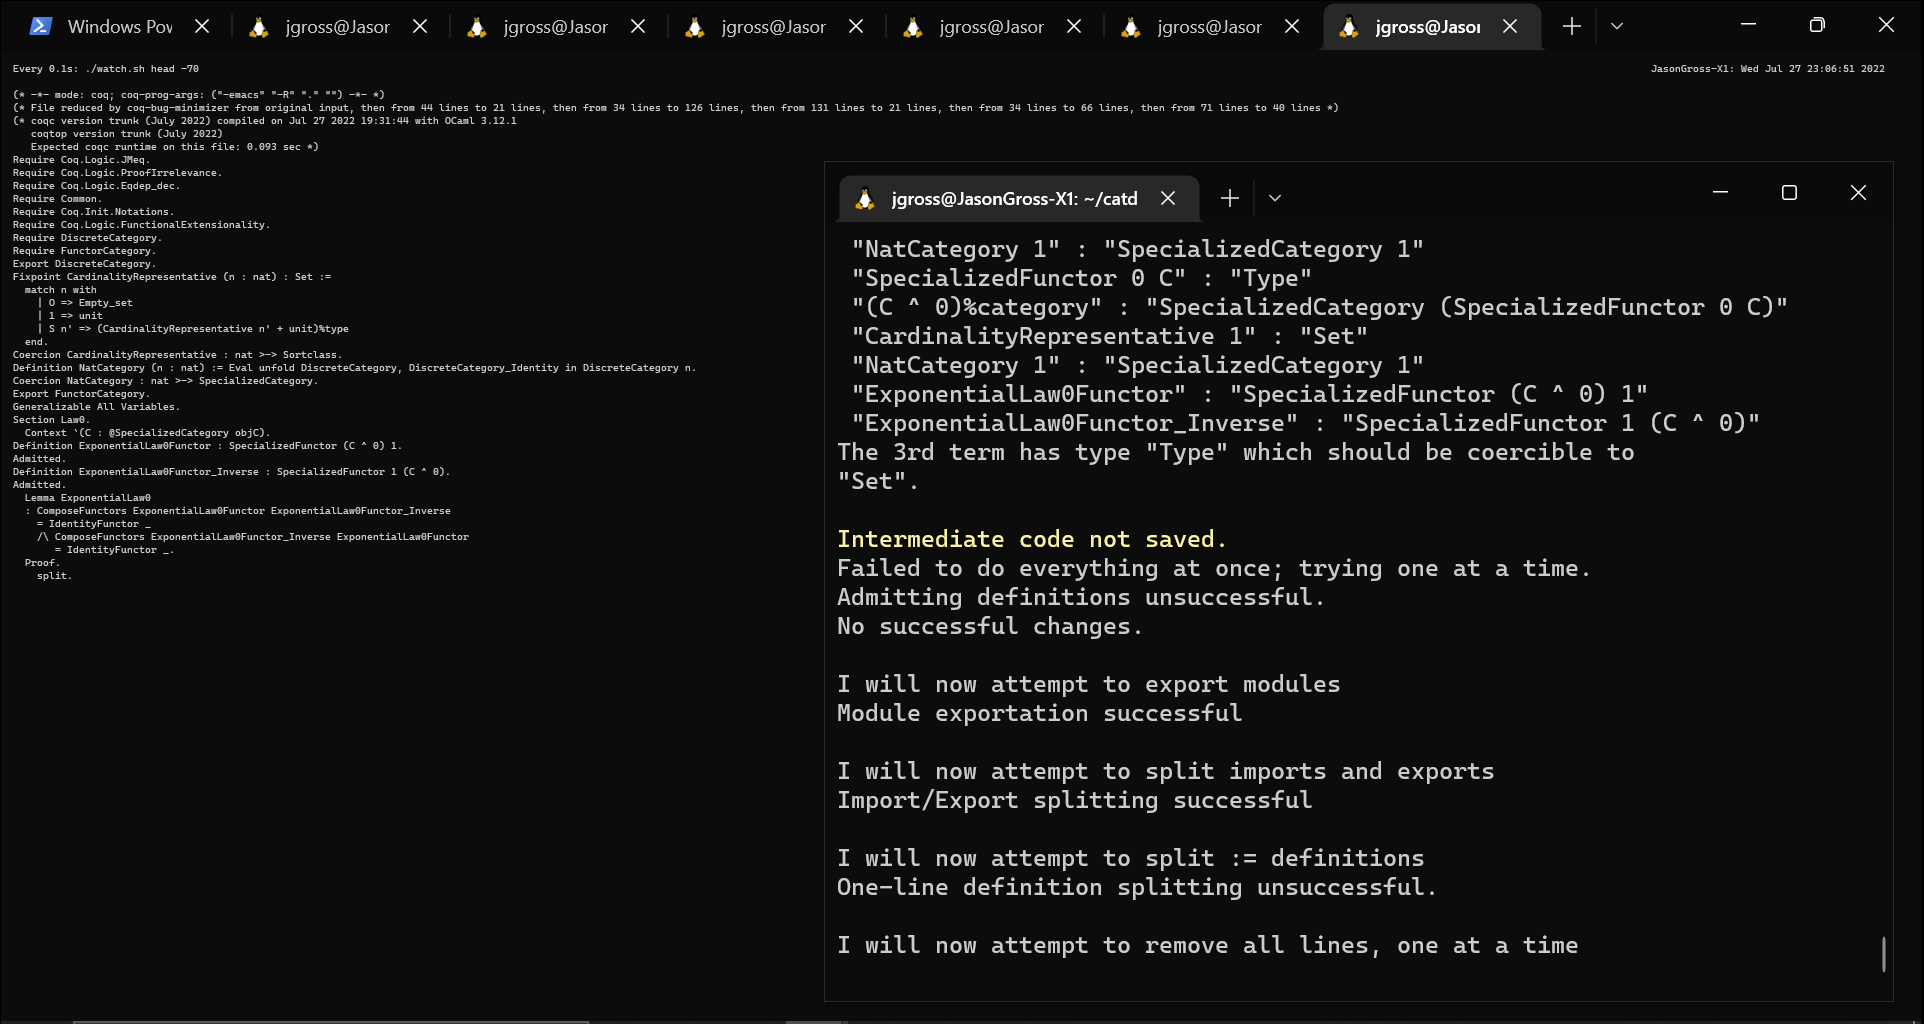 Windows Pow
jgross@Jason
jgross@Jason
jgross@Jason
jgross@Jason
jgross@Jason
jgross@Jason
Every 0.1s: ./watch.sh head -70
JasonGross-X1: Wed Jul 27 23:06:51 2022
(* -*- mode: coq; coq-prog-args: ("-emacs" "-R" "." "") -*- *)
(* File reduced by coq-bug-minimizer from original input, then from 44 lines to 21 lines, then from 34 lines to 126 lines, then from 131 lines to 21 lines, then from 34 lines to 66 lines, then from 71 lines to 40 lines *)
(* coqc version trunk (July 2022) compiled on Jul 27 2022 19:31:44 with OCaml 3.12.1
   coqtop version trunk (July 2022)
   Expected coqc runtime on this file: 0.093 sec *)
Require Coq.Logic.JMeq.
Require Coq.Logic.ProofIrrelevance.
Require Coq.Logic.Eqdep_dec.
Require Common.
Require Coq.Init.Notations.
Require Coq.Logic.FunctionalExtensionality.
Require DiscreteCategory.
Require FunctorCategory.
Export DiscreteCategory.
Fixpoint CardinalityRepresentative (n : nat) : Set :=
  match n with
    | O => Empty_set
    | 1 => unit
    | S n' => (CardinalityRepresentative n' + unit)%type
  end.
Coercion CardinalityRepresentative : nat >-> Sortclass.
Definition NatCategory (n : nat) := Eval unfold DiscreteCategory, DiscreteCategory_Identity in DiscreteCategory n.
Coercion NatCategory : nat >-> SpecializedCategory.
Export FunctorCategory.
Generalizable All Variables.
Section Law0.
  Context `(C : @SpecializedCategory objC).
Definition ExponentialLaw0Functor : SpecializedFunctor (C ^ 0) 1.
Admitted.
Definition ExponentialLaw0Functor_Inverse : SpecializedFunctor 1 (C ^ 0).
Admitted.
  Lemma ExponentialLaw0
  : ComposeFunctors ExponentialLaw0Functor ExponentialLaw0Functor_Inverse
    = IdentityFunctor _
    /\ ComposeFunctors ExponentialLaw0Functor_Inverse ExponentialLaw0Functor
       = IdentityFunctor _.
  Proof.
    split.
jgross@JasonGross-X1: ~/catd
"NatCategory 1" : "SpecializedCategory 1"
"SpecializedFunctor 0 C" : "Type"
"(C ^ 0)%category" : "SpecializedCategory (SpecializedFunctor 0 C)"
"CardinalityRepresentative 1" : "Set"
"NatCategory 1" : "SpecializedCategory 1"
"ExponentialLaw0Functor" : "SpecializedFunctor (C ^ 0) 1"
"ExponentialLaw0Functor_Inverse" : "SpecializedFunctor 1 (C ^ 0)"
The 3rd term has type "Type" which should be coercible to
"Set".
Intermediate code not saved.
Failed to do everything at once; trying one at a time.
Admitting definitions unsuccessful.
No successful changes.
I will now attempt to export modules
Module exportation successful
I will now attempt to split imports and exports
Import/Export splitting successful
I will now attempt to split := definitions
One-line definition splitting unsuccessful.
I will now attempt to remove all lines, one at a time